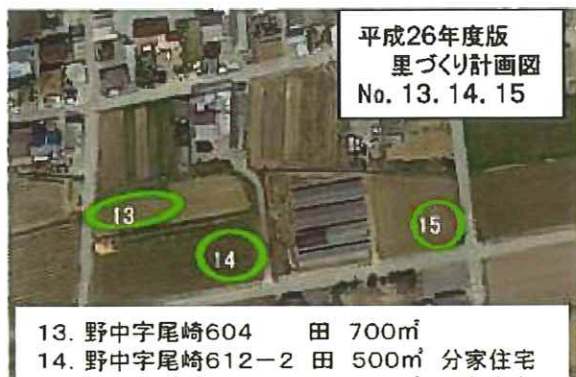 平成26年度版
里づくり計画図
No.13.14.15
13
14
15
13. 野中字尾崎604 田 700㎡
14. 野中字尾崎612-2 田 500㎡ 分家住宅